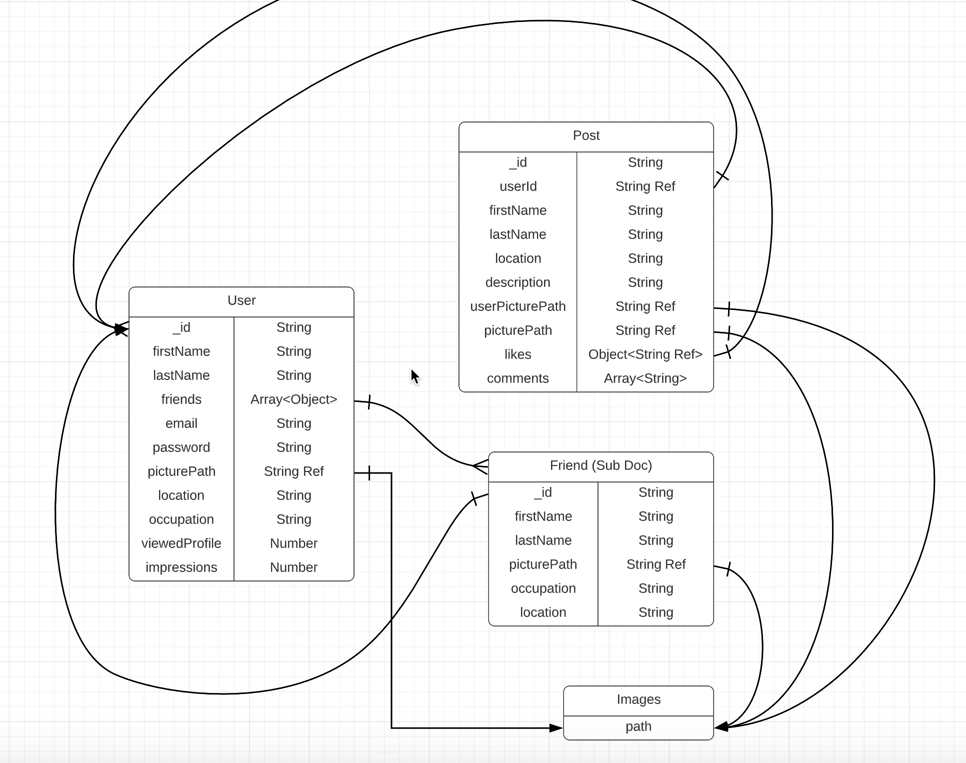 Post
_id String
userId String Ref
firstName String
lastName String
location String
description String
userPicturePath String Ref
picturePath String Ref
likes Object<String Ref>
comments Array<String>
User
_id String
firstName String
lastName String
friends Array<Object>
email String
password String
picturePath String Ref
location String
occupation String
viewedProfile Number
impressions Number
Friend (Sub Doc)
_id String
firstName String
lastName String
picturePath String Ref
occupation String
location String
Images
path